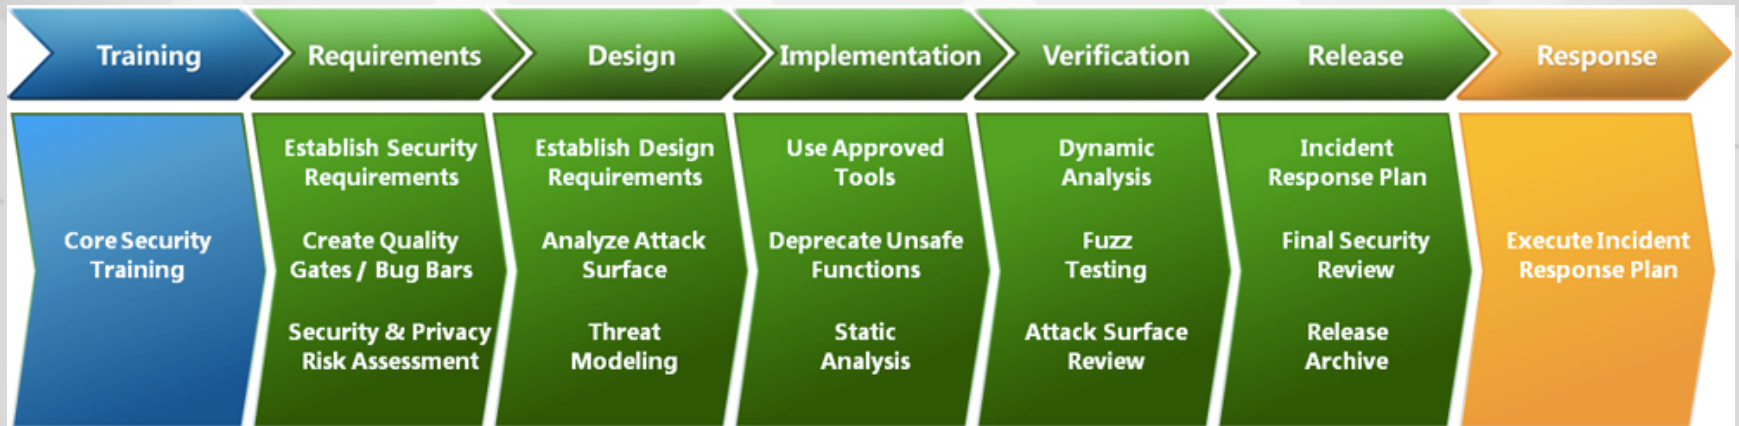 Training
Requirements
Design
Implementation
Verification
Release
Response
Core Security
Training
Establish Security
Requirements
Create Quality
Gates / Bug Bars
Security & Privacy
Risk Assessment
Establish Design
Requirements
Analyze Attack
Surface
Threat
Modeling
Use Approved
Tools
Deprecate Unsafe
Functions
Static
Analysis
Dynamic
Analysis
Fuzz
Testing
Attack Surface
Review
Incident
Response Plan
Final Security
Review
Release
Archive
Execute Incident
Response Plan